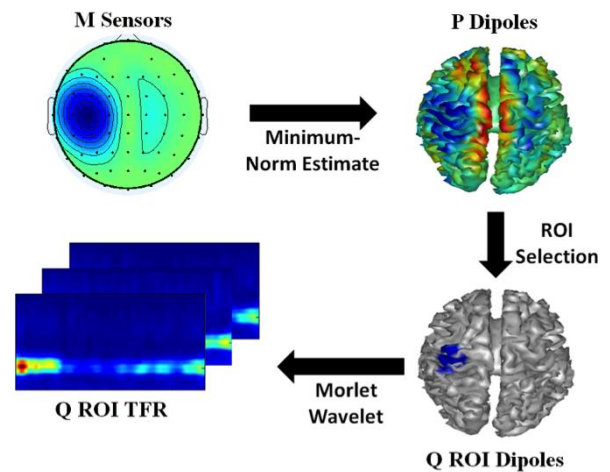 M Sensors
P Dipoles
Minimum-
Norm Estimate
ROI
Selection
Morlet
Wavelet
Q ROI TFR
Q ROI Dipoles